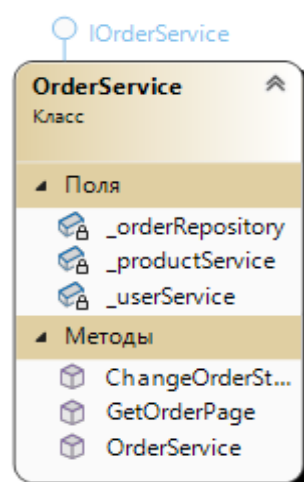 IOrderService
OrderService
Класс
Поля
_orderRepository
_productService
_userService
Методы
ChangeOrderSt...
GetOrderPage
OrderService